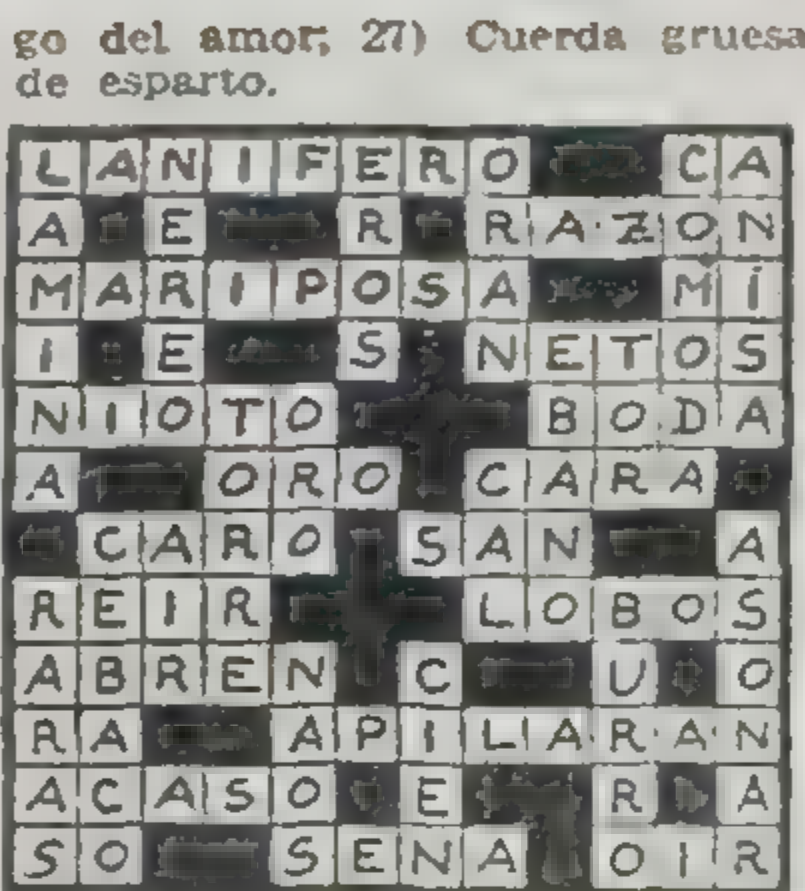 go del amor; 27) Cuerda gruesa
de esparto.
LANIFERO CA
A E R RAZON
MARIPOSA MÍ
I E S NETOS
NIOTO BODA
A ORO CARA
CARO SAN A
REIR LOBOS
ABREN C U O
RA APILARAN
ACASO E R A
SO SENA OIR